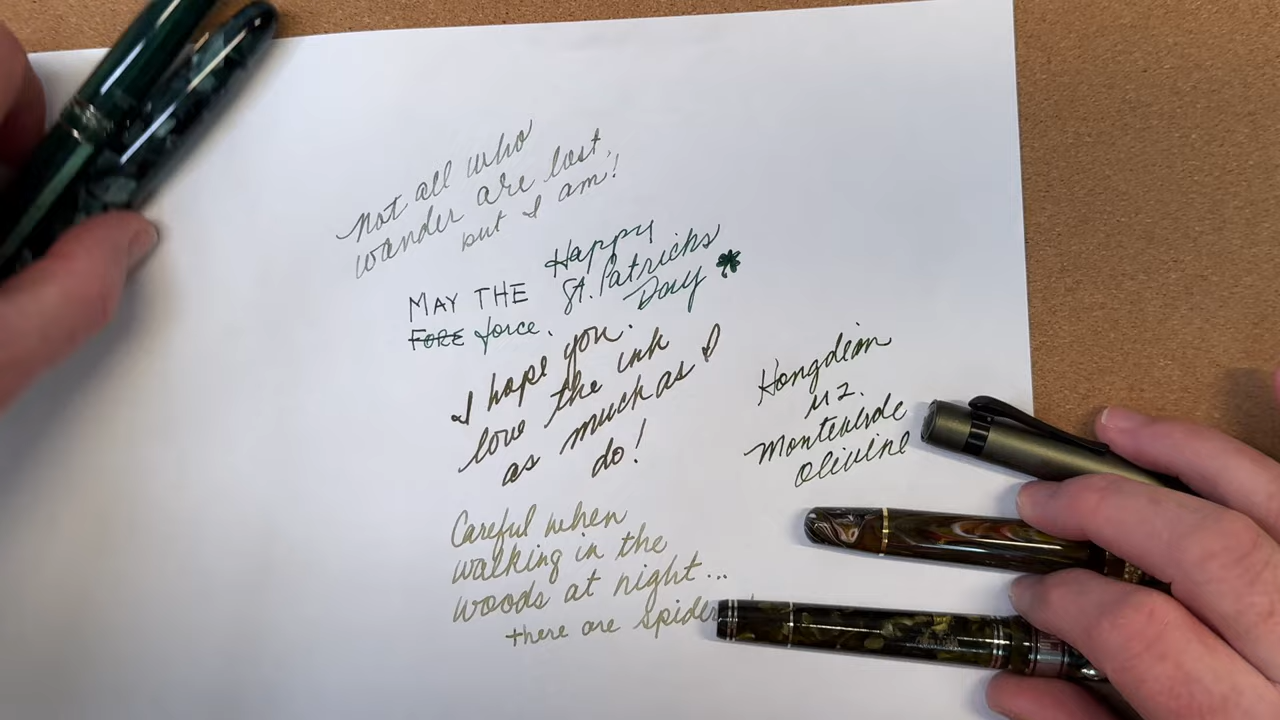 not all who
wander are lost,
but I am!
Happy
St. Patricks
Day
MAY THE
FORE force.
I hope you
love the ink
as much as I
do!
Hongdian
M2.
Monteverde
Olivine
Careful when
walking in the
woods at night...
there are spider